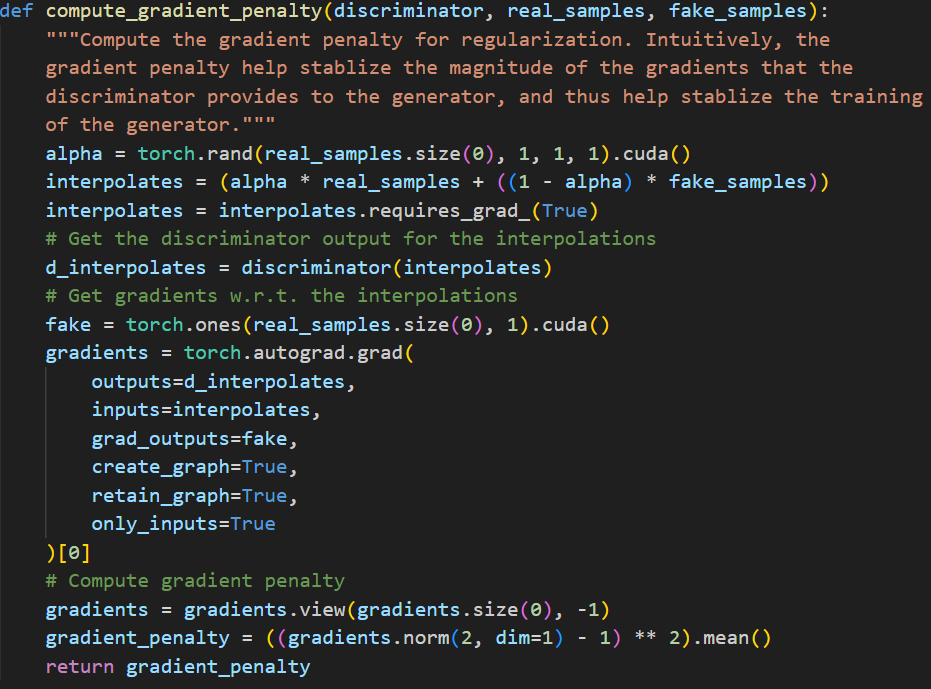 def compute_gradient_penalty(discriminator, real_samples, fake_samples):
    """Compute the gradient penalty for regularization. Intuitively, the
    gradient penalty help stablize the magnitude of the gradients that the
    discriminator provides to the generator, and thus help stablize the training
    of the generator."""
    alpha = torch.rand(real_samples.size(0), 1, 1, 1).cuda()
    interpolates = (alpha * real_samples + ((1 - alpha) * fake_samples))
    interpolates = interpolates.requires_grad_(True)
    # Get the discriminator output for the interpolations
    d_interpolates = discriminator(interpolates)
    # Get gradients w.r.t. the interpolations
    fake = torch.ones(real_samples.size(0), 1).cuda()
    gradients = torch.autograd.grad(
        outputs=d_interpolates,
        inputs=interpolates,
        grad_outputs=fake,
        create_graph=True,
        retain_graph=True,
        only_inputs=True
    )[0]
    # Compute gradient penalty
    gradients = gradients.view(gradients.size(0), -1)
    gradient_penalty = ((gradients.norm(2, dim=1) - 1) ** 2).mean()
    return gradient_penalty